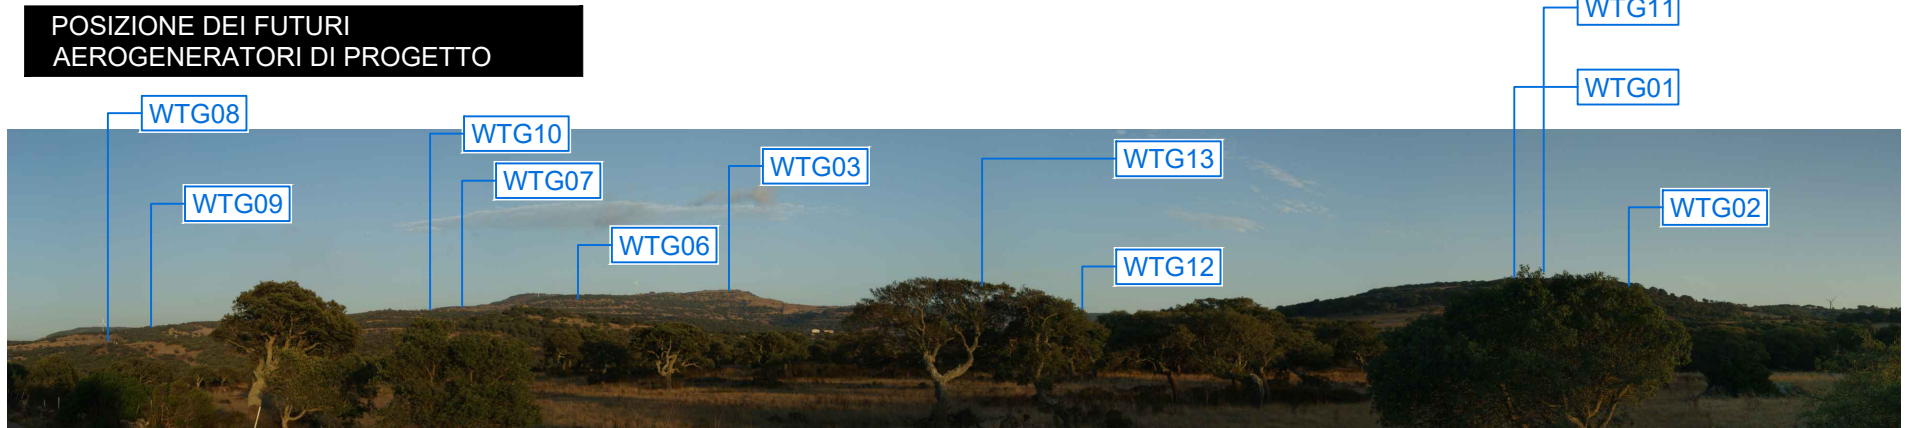 POSIZIONE DEI FUTURI
AEROGENERATORI DI PROGETTO
WTG11
WTG01
WTG08
WTG10
WTG13
WTG03
WTG07
WTG09
WTG02
WTG06
WTG12